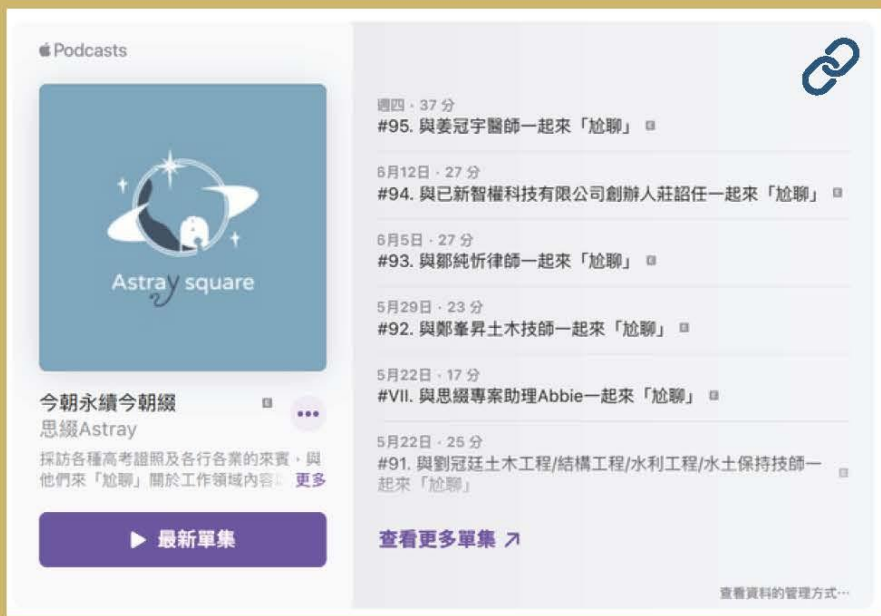 Podcasts
Astray square
今朝永續今朝綴
思綴Astray
採訪各種高考證照及各行各業的來賓，與
他們來「尬聊」關於工作領域內容 更多
最新單集
週四 · 37 分
#95. 與姜冠宇醫師一起來「尬聊」 E
6月12日 · 27 分
#94. 與已新智權科技有限公司創辦人莊詔任一起來「尬聊」 E
6月5日 · 27 分
#93. 與鄒純忻律師一起來「尬聊」 E
5月29日 · 23 分
#92. 與鄭峯昇土木技師一起來「尬聊」 E
5月22日 · 17 分
#VII. 與思綴專案助理Abbie一起來「尬聊」 E
5月22日 · 25 分
#91. 與劉冠廷土木工程/結構工程/水利工程/水土保持技師一
起來「尬聊」 E
查看更多單集
查看資料的管理方式⋯